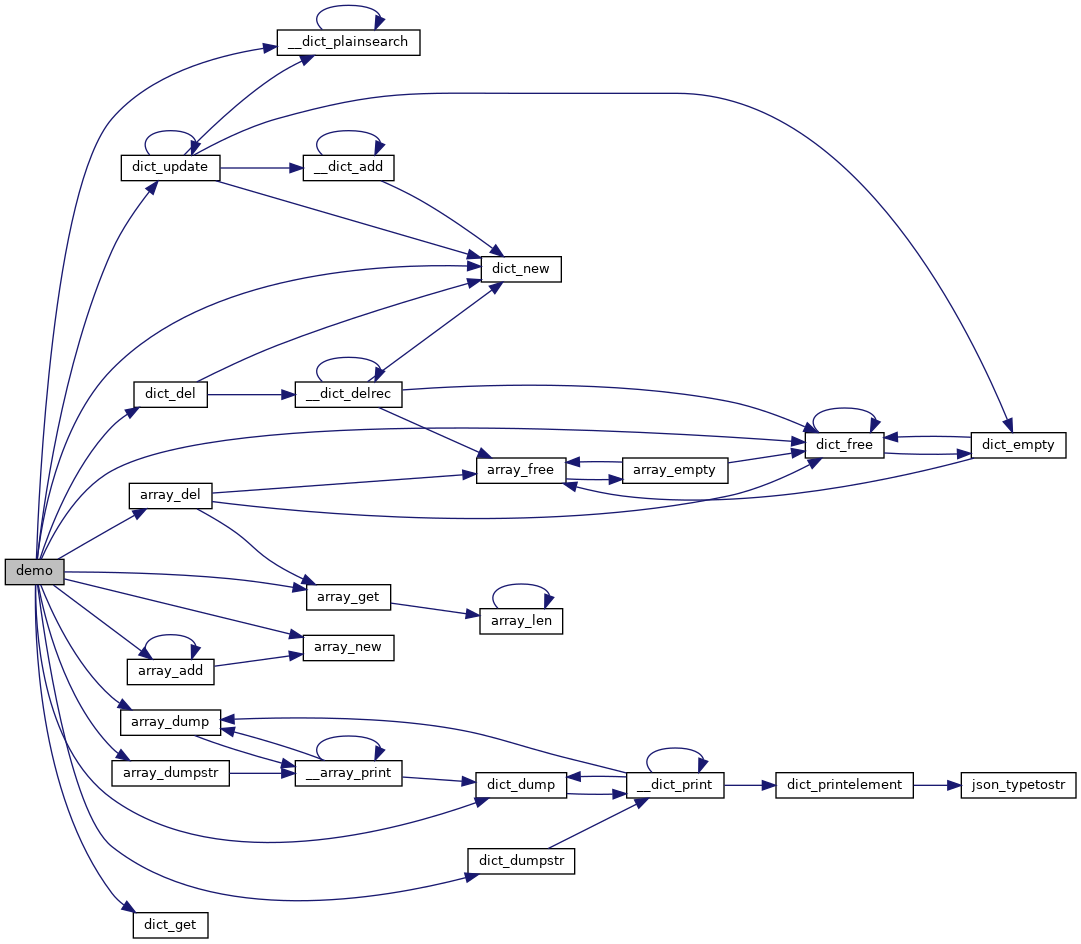 __dict_plainsearch
dict_update
__dict_add
dict_new
dict_del
__dict_delrec
dict_free
dict_empty
array_free
array_empty
array_del
demo
array_get
array_len
array_new
array_add
array_dump
array_dumpstr
__array_print
dict_dump
__dict_print
dict_printelement
json_typetostr
dict_dumpstr
dict_get